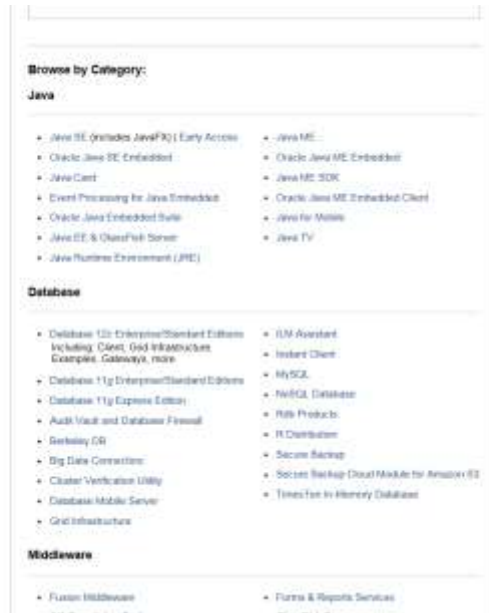 Browse by Category:
Java
Java SE (includes JavaFX) | Early Access
Oracle Java SE Embedded
Java Card
Event Processing for Java Embedded
Oracle Java Embedded Suite
Java EE & GlassFish Server
Java Runtime Environment (JRE)
Java ME
Oracle Java ME Embedded
Java ME SDK
Oracle Java ME Embedded Client
Java for Mobile
Java TV
Database
Database 12c Enterprise/Standard Editions
Including: Client, Grid Infrastructure,
Examples, Gateways, more
Database 11g Enterprise/Standard Editions
Database 11g Express Edition
Audit Vault and Database Firewall
Berkeley DB
Big Data Connectors
Cluster Verification Utility
Database Mobile Server
Grid Infrastructure
ILM Assistant
Instant Client
MySQL
NoSQL Database
Rdb Products
R Distribution
Secure Backup
Secure Backup Cloud Module for Amazon S3
TimesTen In-Memory Database
Middleware
Fusion Middleware
Forms & Reports Services